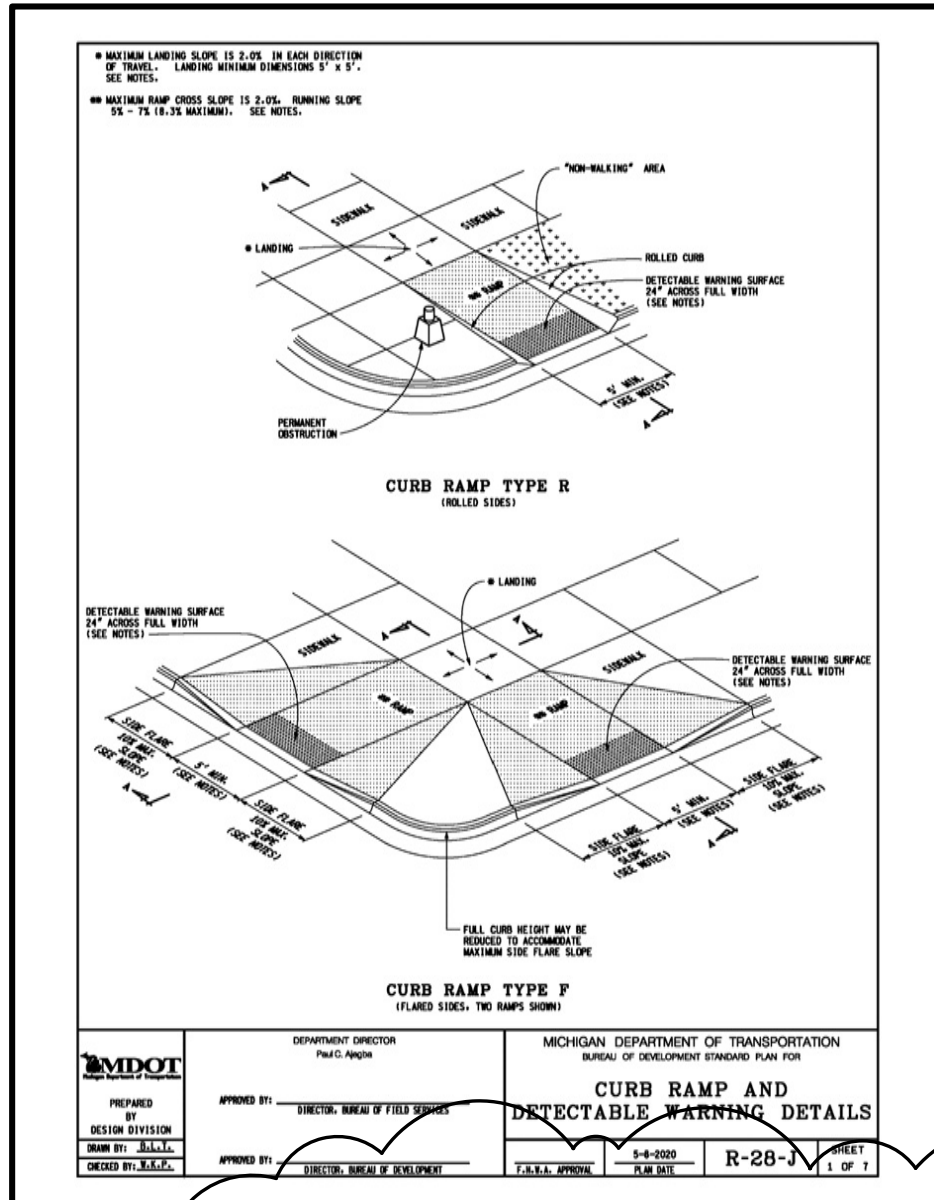 * MAXIMUM LANDING SLOPE IS 2.0% IN EACH DIRECTION
OF TRAVEL. LANDING MINIMUM DIMENSIONS 5' x 5'.
SEE NOTES.
** MAXIMUM RAMP CROSS SLOPE IS 2.0%. RUNNING SLOPE
5% - 7% (8.3% MAXIMUM). SEE NOTES.
"NON-WALKING" AREA
A
SIDEWALK
SIDEWALK
* LANDING
ROLLED CURB
** RAMP
DETECTABLE WARNING SURFACE
24" ACROSS FULL WIDTH
(SEE NOTES)
5' MIN.
(SEE NOTES)
A
PERMANENT
OBSTRUCTION
CURB RAMP TYPE R
(ROLLED SIDES)
* LANDING
DETECTABLE WARNING SURFACE
24" ACROSS FULL WIDTH
(SEE NOTES)
SIDEWALK
A
A
SIDEWALK
DETECTABLE WARNING SURFACE
24" ACROSS FULL WIDTH
(SEE NOTES)
** RAMP
** RAMP
SIDE FLARE
10% MAX.
SLOPE
(SEE NOTES)
5' MIN.
(SEE NOTES)
A
SIDE FLARE
10% MAX.
SLOPE
(SEE NOTES)
SIDE FLARE
10% MAX.
SLOPE
(SEE NOTES)
5' MIN.
(SEE NOTES)
A
SIDE FLARE
10% MAX.
SLOPE
(SEE NOTES)
FULL CURB HEIGHT MAY BE
REDUCED TO ACCOMMODATE
MAXIMUM SIDE FLARE SLOPE
CURB RAMP TYPE F
(FLARED SIDES, TWO RAMPS SHOWN)
MDOT
Michigan Department of Transportation
PREPARED
BY
DESIGN DIVISION
DRAWN BY: B.L.T.
CHECKED BY: W.K.P.
DEPARTMENT DIRECTOR
Paul C. Ajegba
APPROVED BY:
DIRECTOR, BUREAU OF FIELD SERVICES
APPROVED BY:
DIRECTOR, BUREAU OF DEVELOPMENT
MICHIGAN DEPARTMENT OF TRANSPORTATION
BUREAU OF DEVELOPMENT STANDARD PLAN FOR
CURB RAMP AND
DETECTABLE WARNING DETAILS
F.H.W.A. APPROVAL
5-6-2020
PLAN DATE
R-28-J
SHEET
1 OF 7